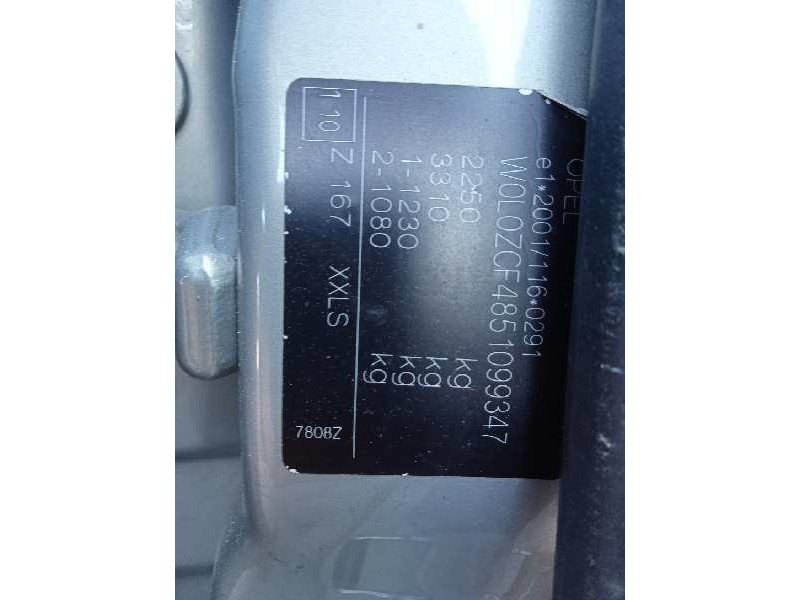 OPEL
e1*2001/116*0291
W0L0ZCF4851099347
2250 kg
3310 kg
1-1230 kg
2-1080 kg
110 Z 167 XXLS
7808Z